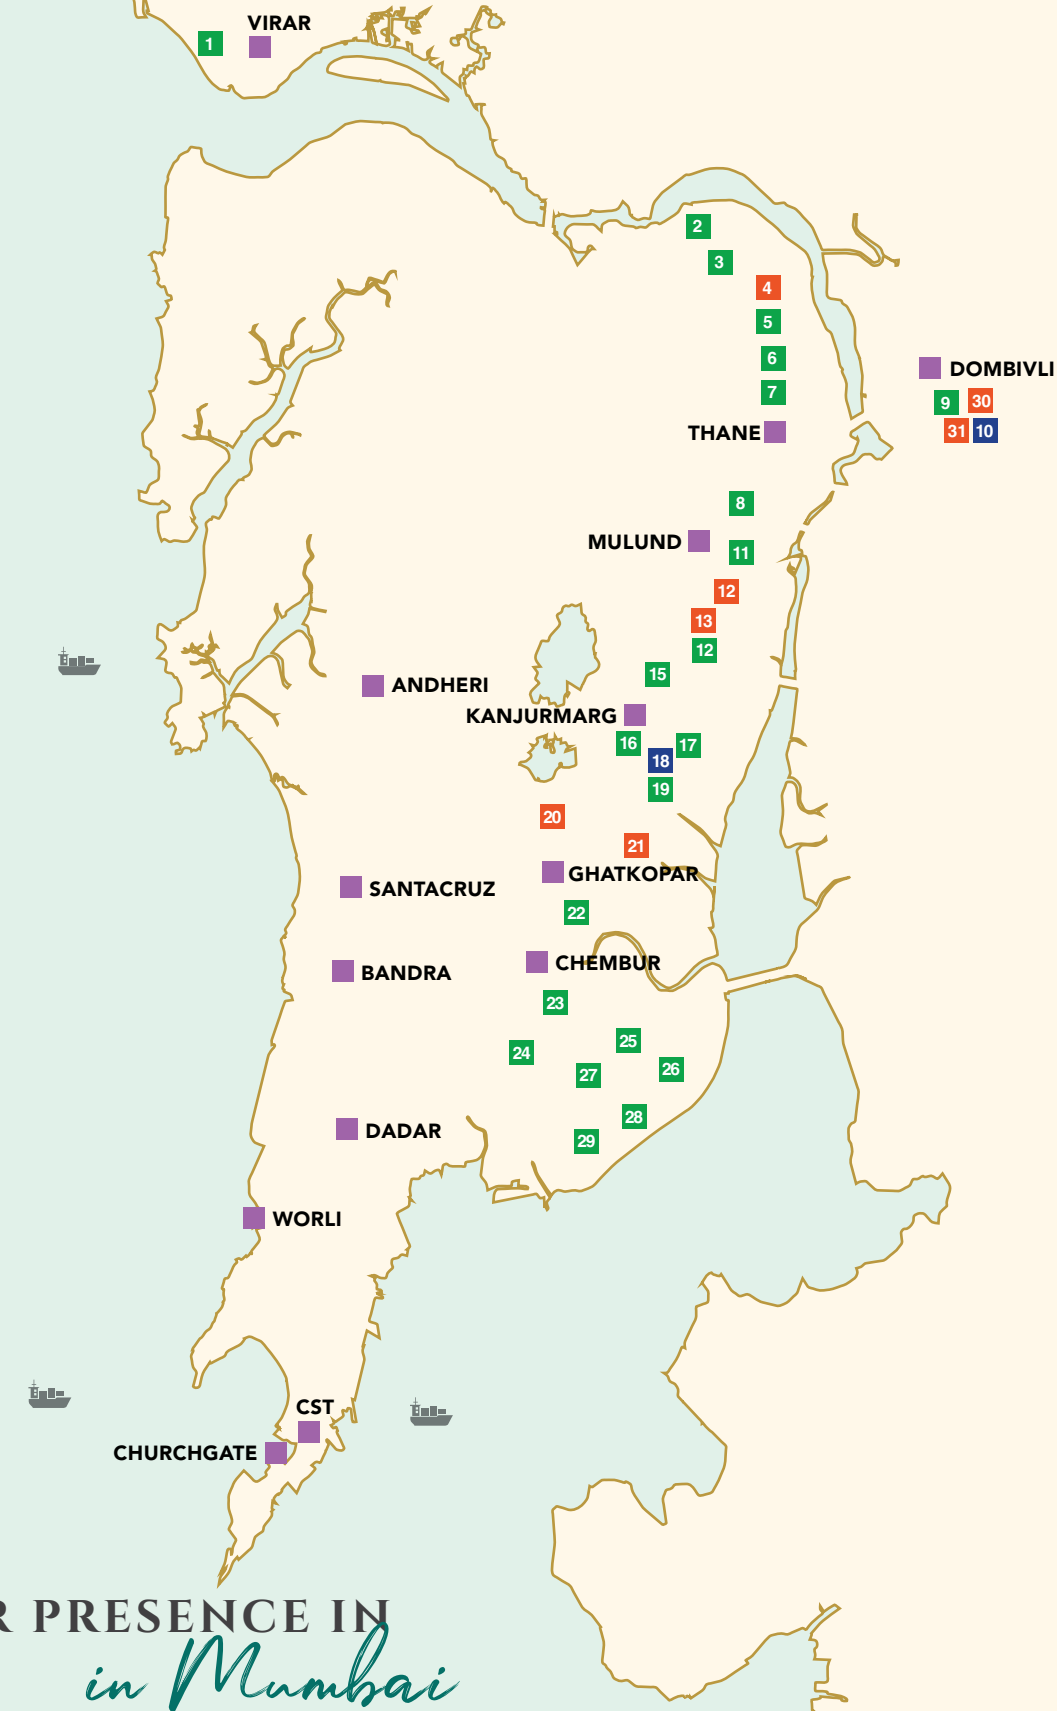 VIRAR
1
2
3
4
5
6
7
THANE
DOMBIVLI
9 30
31 10
8
MULUND
11
12
13
12
15
ANDHERI
KANJURMARG
16 17
18
19
20
21
GHATKOPAR
SANTACRUZ
22
CHEMBUR
BANDRA
23
24
25
26
27
28
29
DADAR
WORLI
CST
CHURCHGATE
R PRESENCE IN
in Mumbai